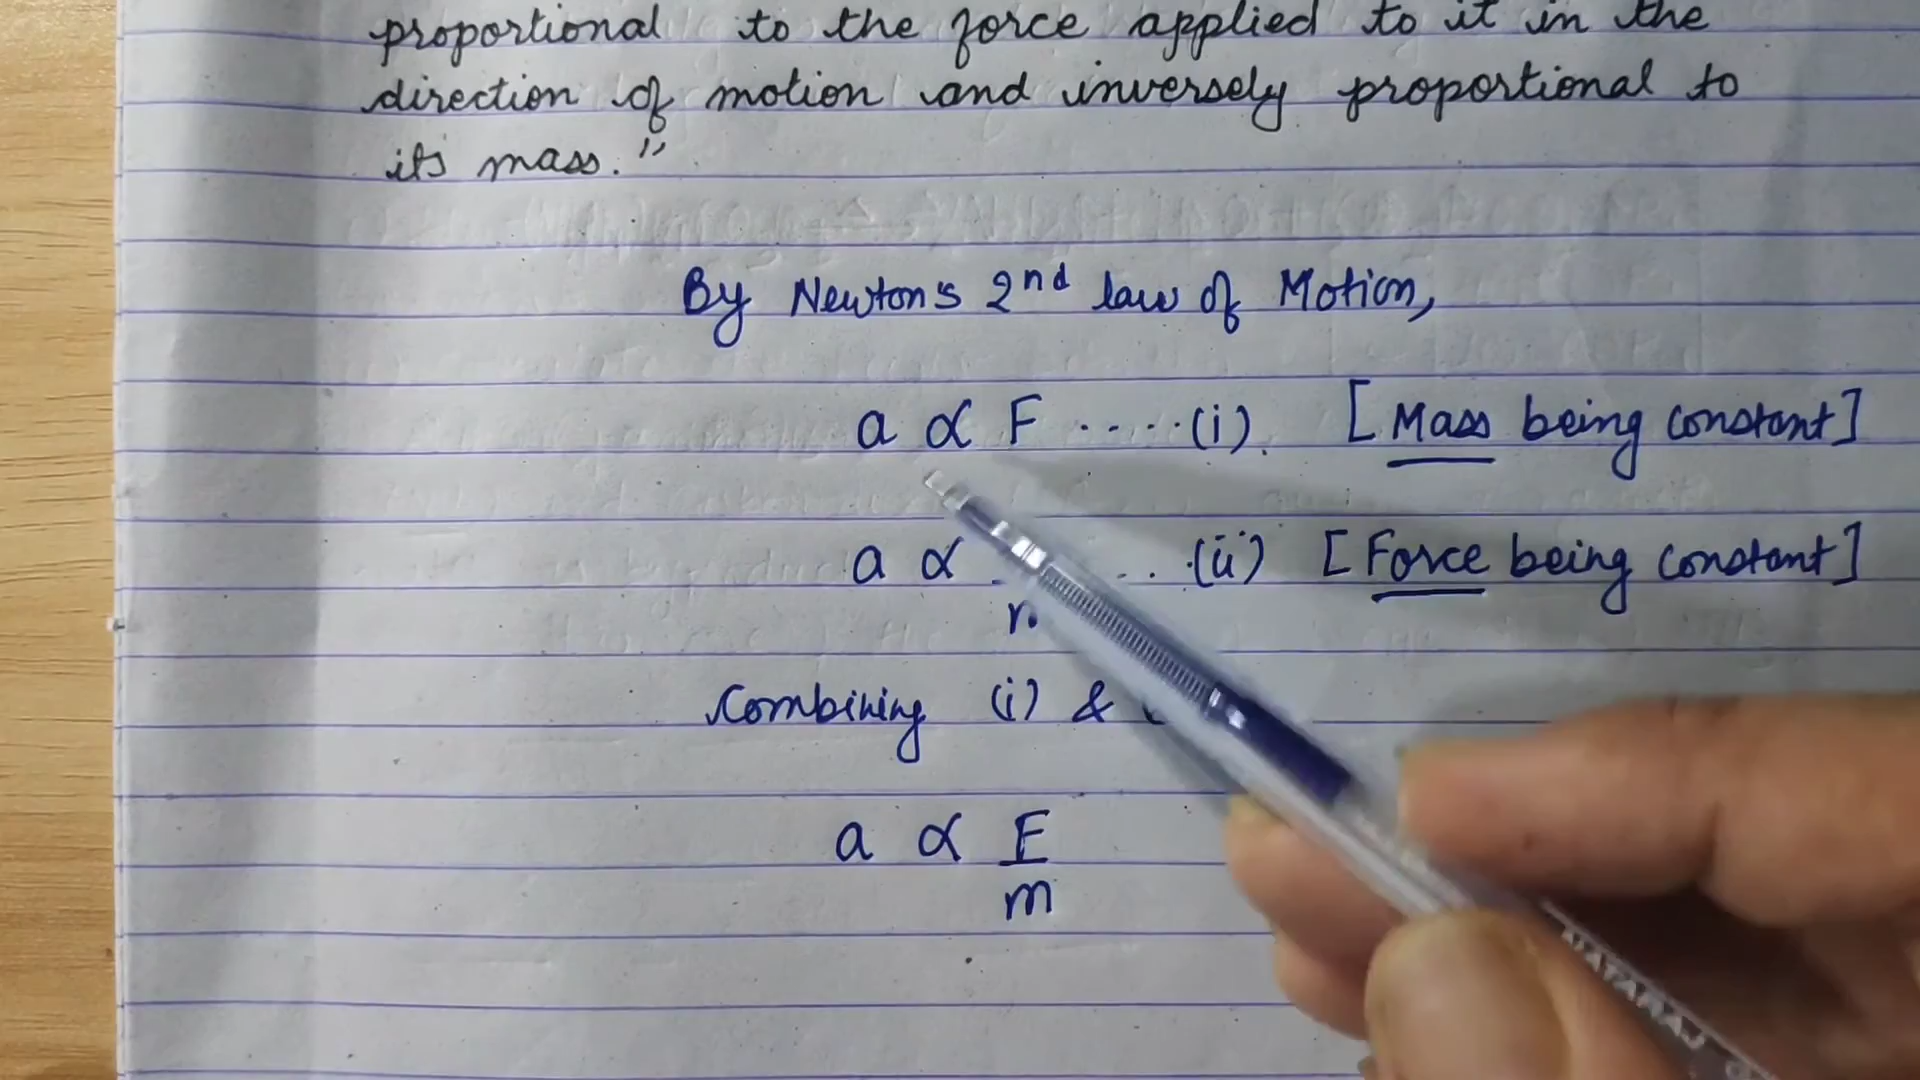 proportional to the force applied to it in the
direction of motion and inversely proportional to
its mass."
By Newton's 2nd law of Motion,
a ∝ F ....(i). [Mass being constant]
a ∝ ..(ii) [Force being constant]
Combining (i) &
a ∝ F
m
NATARAJ